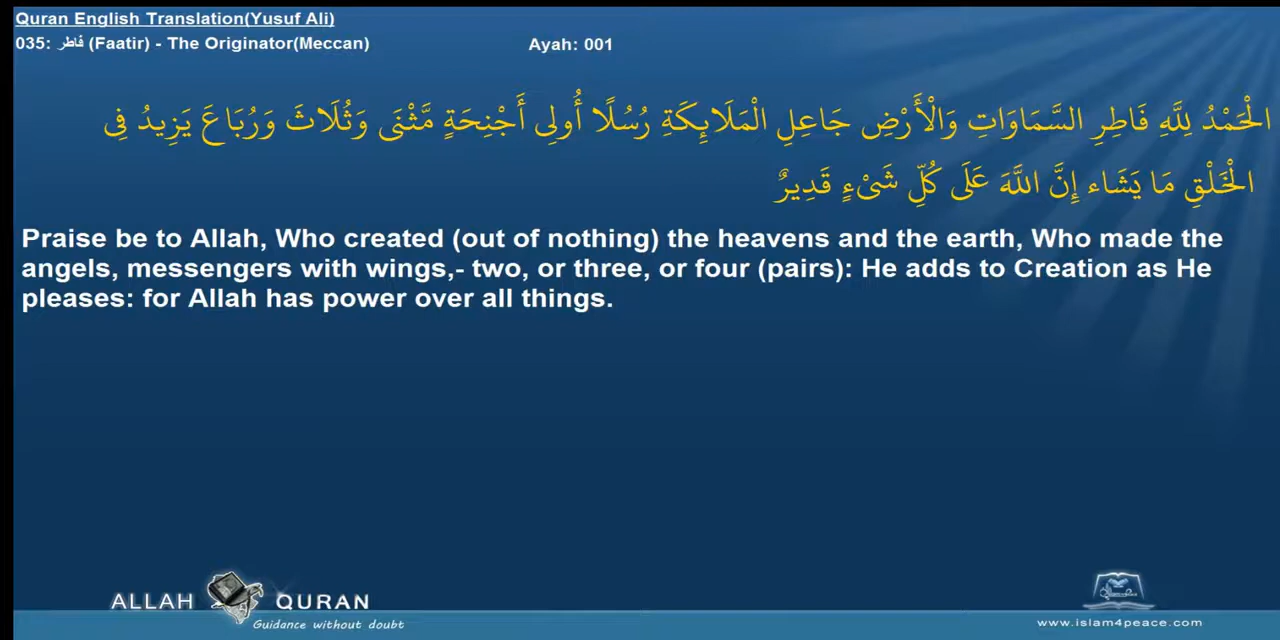 Quran English Translation(Yusuf Ali)
035: فاطر (Faatir) - The Originator(Meccan) Ayah: 001
الْحَمْدُ لِلَّهِ فَاطِرِ السَّمَاوَاتِ وَالْأَرْضِ جَاعِلِ الْمَلَائِكَةِ رُسُلًا أُولِي أَجْنِحَةٍ مَّثْنَى وَثُلَاثَ وَرُبَاعَ يَزِيدُ فِي
الْخَلْقِ مَا يَشَاء إِنَّ اللَّهَ عَلَى كُلِّ شَيْءٍ قَدِيرٌ
Praise be to Allah, Who created (out of nothing) the heavens and the earth, Who made the
angels, messengers with wings,- two, or three, or four (pairs): He adds to Creation as He
pleases: for Allah has power over all things.
ALLAH QURAN
Guidance without doubt
www.islam4peace.com